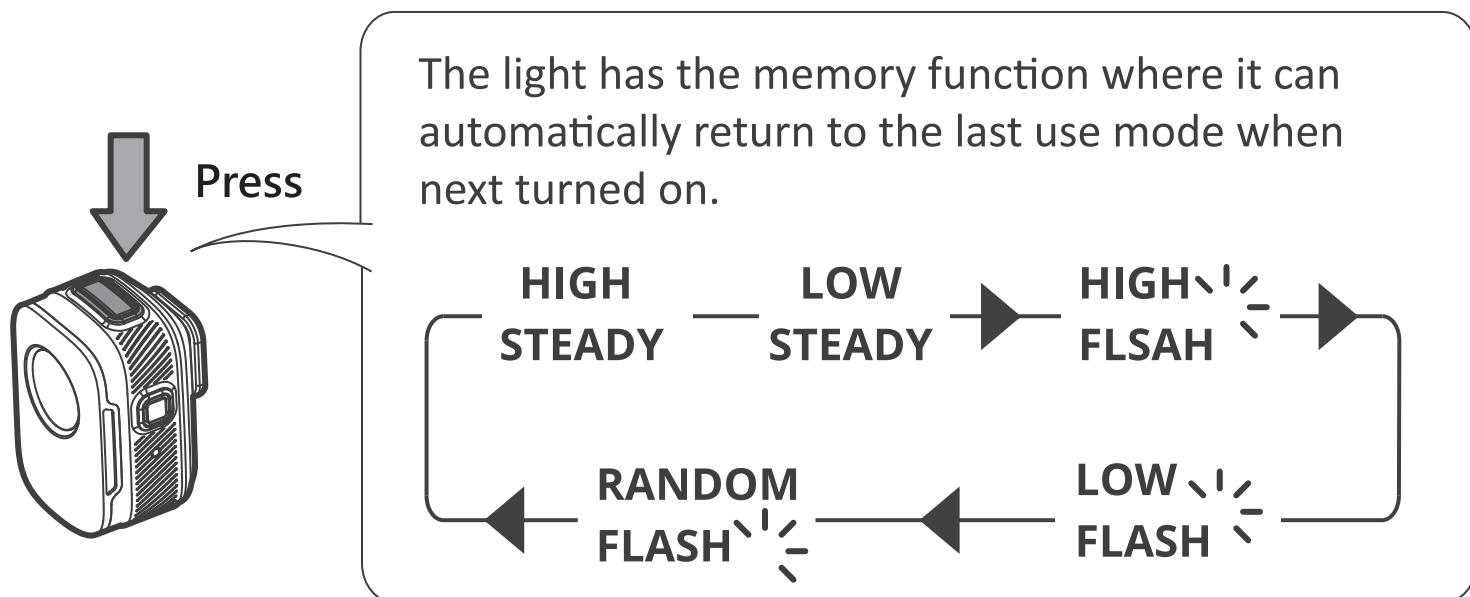 The light has the memory function where it can
automatically return to the last use mode when
next turned on.
Press
HIGH
STEADY
LOW
STEADY
HIGH
FLSAH
LOW
FLASH
RANDOM
FLASH